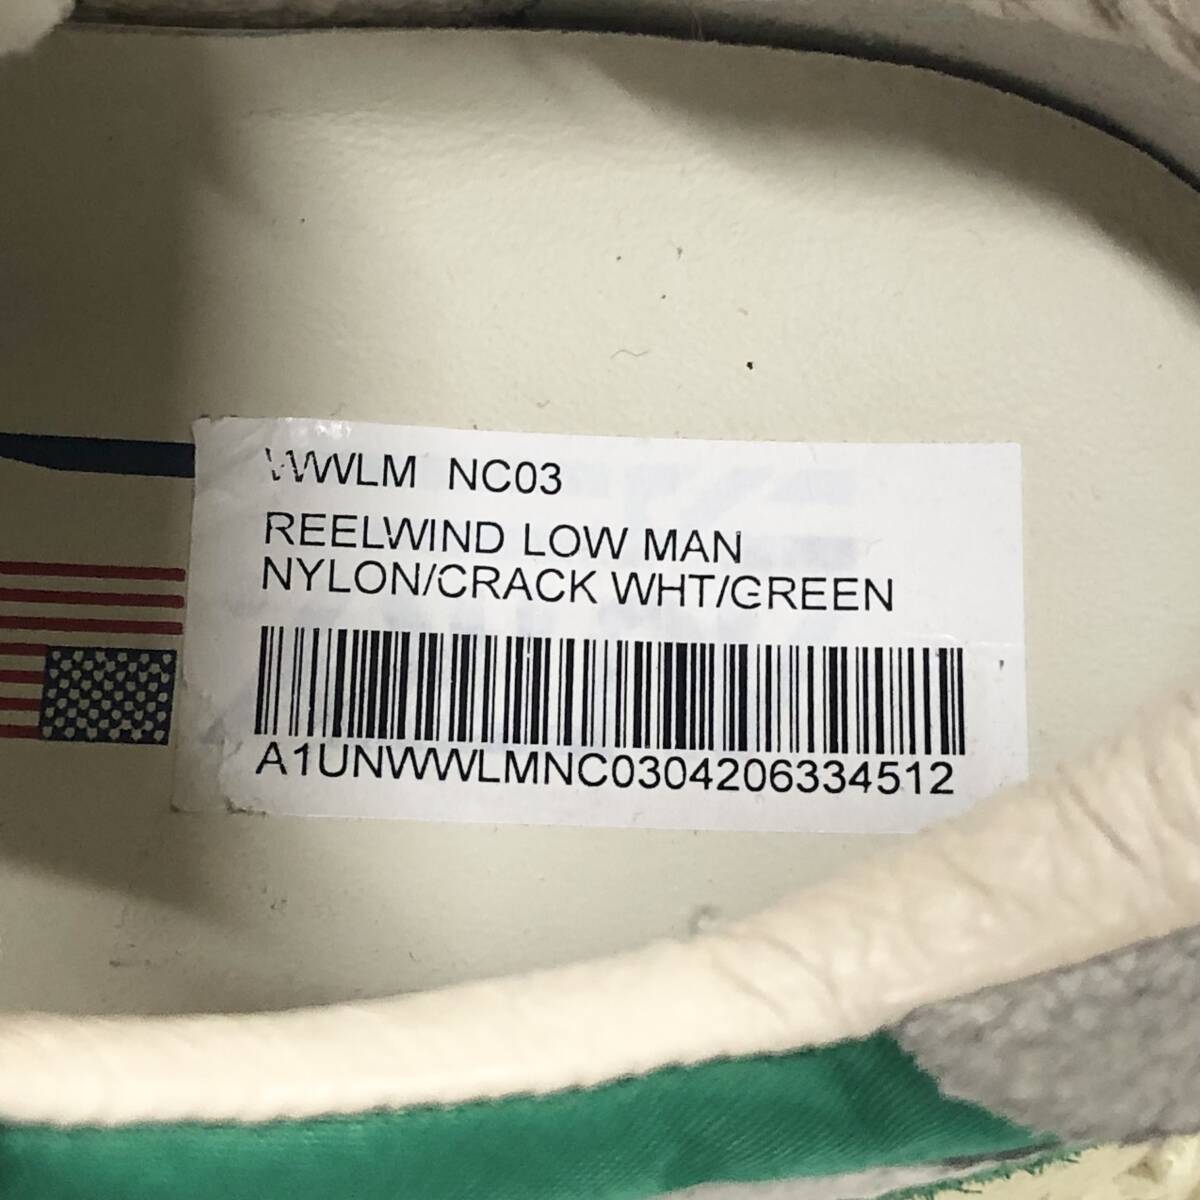 WWLM NC03
REELWIND LOW MAN
NYLON/CRACK WHT/GREEN
A1UNWWLMNC0304206334512